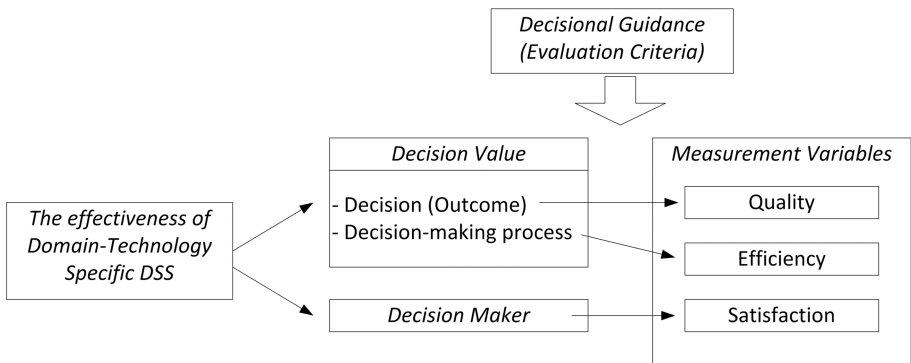 Decisional Guidance
(Evaluation Criteria)
Decision Value
- Decision (Outcome)
- Decision-making process
Measurement Variables
Quality
Efficiency
Satisfaction
The effectiveness of
Domain-Technology
Specific DSS
Decision Maker